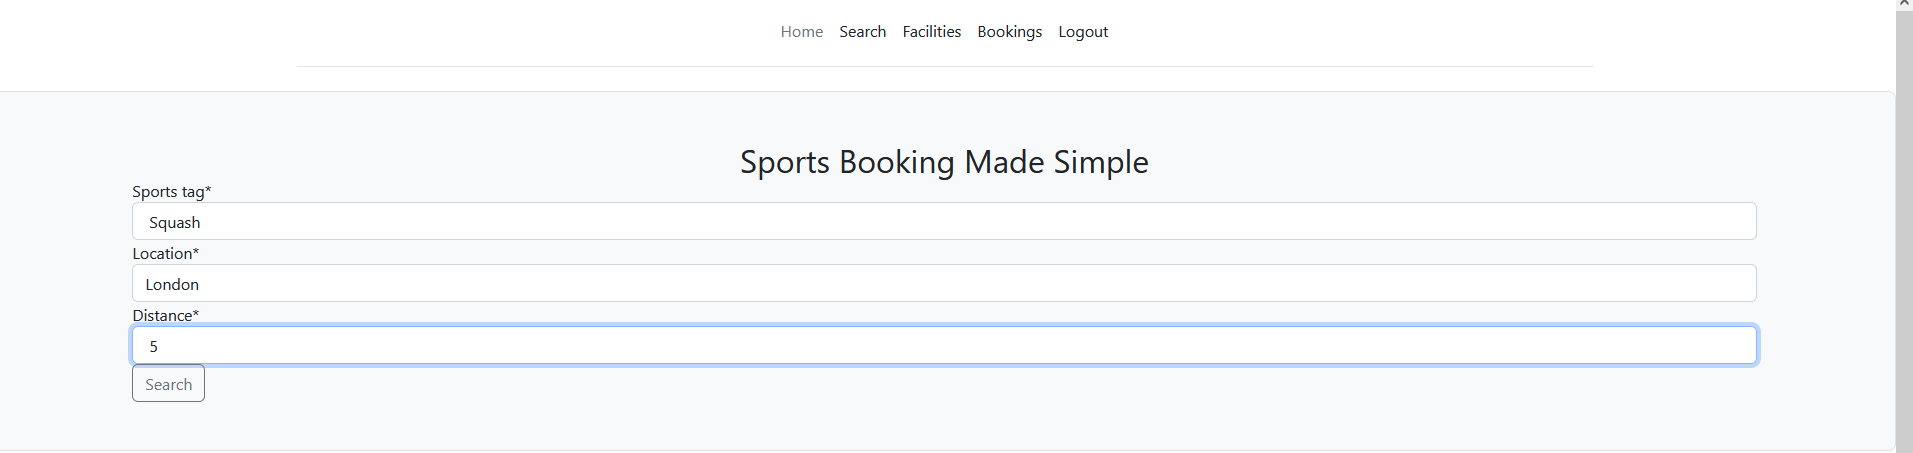 Home Search Facilities Bookings Logout
Sports Booking Made Simple
Sports tag*
Squash
Location*
London
Distance*
5
Search